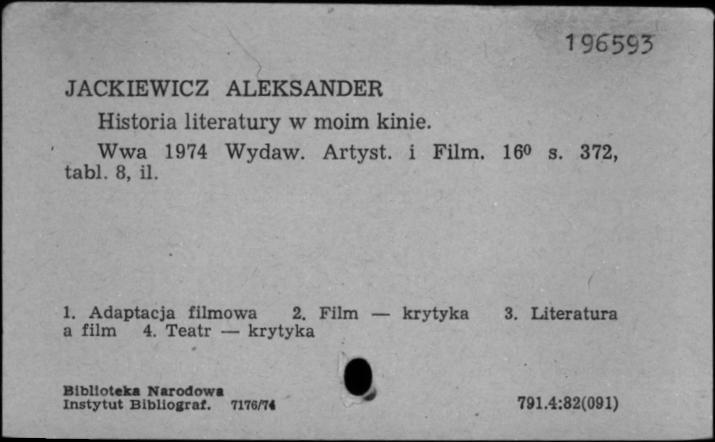 196593
JACKIEWICZ ALEKSANDER
Historia literatury w moim kinie.
Wwa 1974 Wydaw. Artyst. i Film. 16⁰ s. 372,
tabl. 8, il.
1. Adaptacja filmowa 2. Film — krytyka 3. Literatura
a film 4. Teatr — krytyka
Biblioteka Narodowa
Instytut Bibliograf. 7176/74
791.4:82(091)